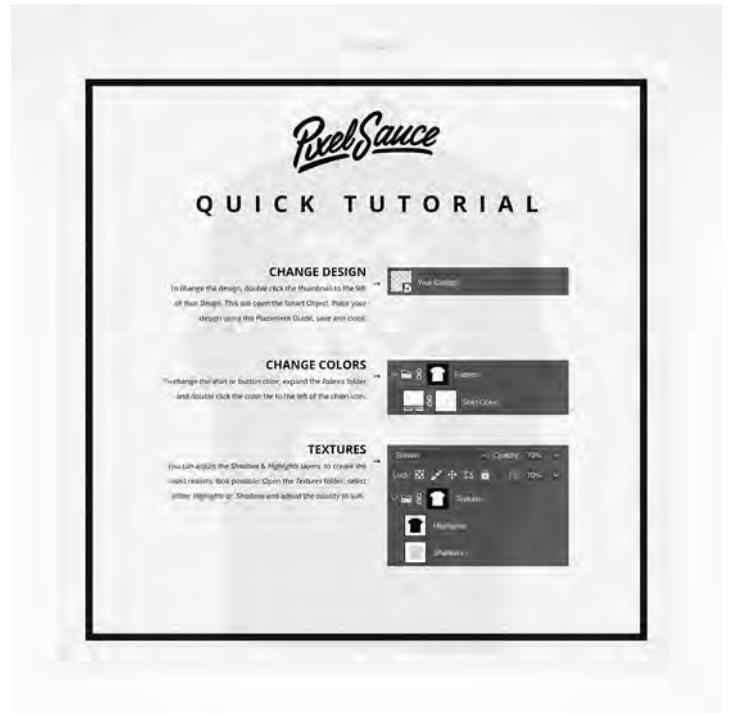 PixelSauce
QUICK TUTORIAL
CHANGE DESIGN
To change the design, double click the thumbnail to the left
of Your Design. This will open the Smart Object. Place your
design using the Placement Guide, save and close.
Your Design
CHANGE COLORS
To change the shirt or button color, expand the Fabrics folder
and double click the color tile to the left of the chain icon.
Fabrics
Shirt Color
TEXTURES
You can adjust the Shadows & Highlights layers, to create the
most realistic look possible. Open the Textures folder, select
either Highlights or Shadows and adjust the opacity to suit.
Screen Opacity: 70%
Lock: 70%
Textures
Highlights
Shadows